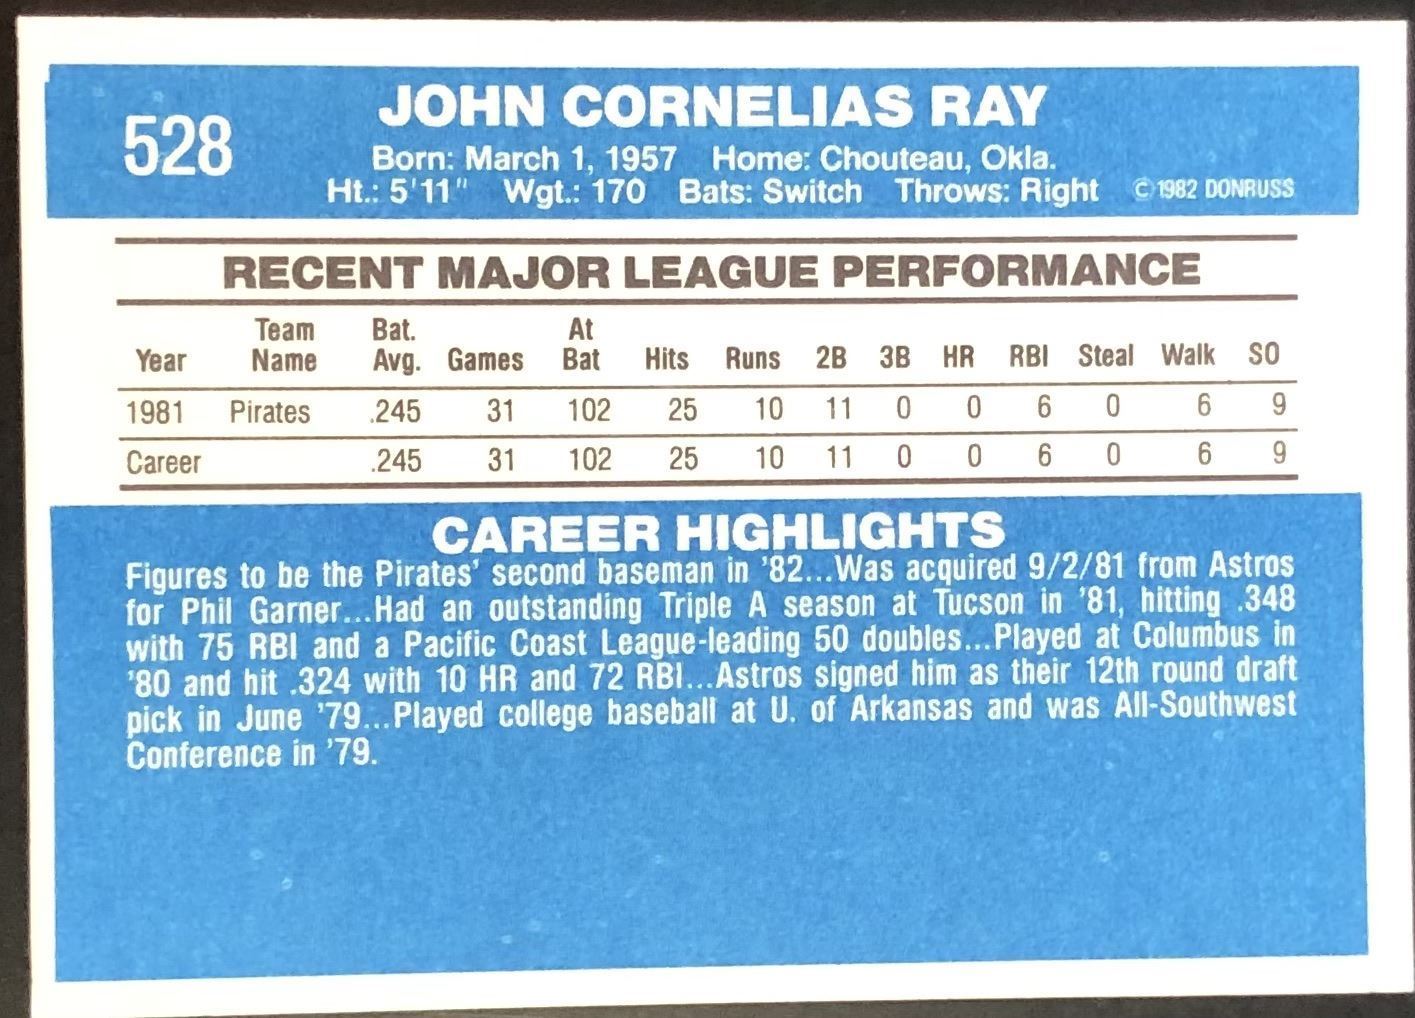 528
JOHN CORNELIAS RAY
Born: March 1, 1957 Home: Chouteau, Okla.
Ht.: 5'11" Wgt.: 170 Bats: Switch Throws: Right © 1982 DONRUSS
RECENT MAJOR LEAGUE PERFORMANCE
Year Team Name Bat. Avg. Games At Bat Hits Runs 2B 3B HR RBI Steal Walk SO
1981 Pirates .245 31 102 25 10 11 0 0 6 0 6 9
Career .245 31 102 25 10 11 0 0 6 0 6 9
CAREER HIGHLIGHTS
Figures to be the Pirates' second baseman in '82...Was acquired 9/2/81 from Astros
for Phil Garner...Had an outstanding Triple A season at Tucson in '81, hitting .348
with 75 RBI and a Pacific Coast League-leading 50 doubles...Played at Columbus in
'80 and hit .324 with 10 HR and 72 RBI...Astros signed him as their 12th round draft
pick in June '79...Played college baseball at U. of Arkansas and was All-Southwest
Conference in '79.